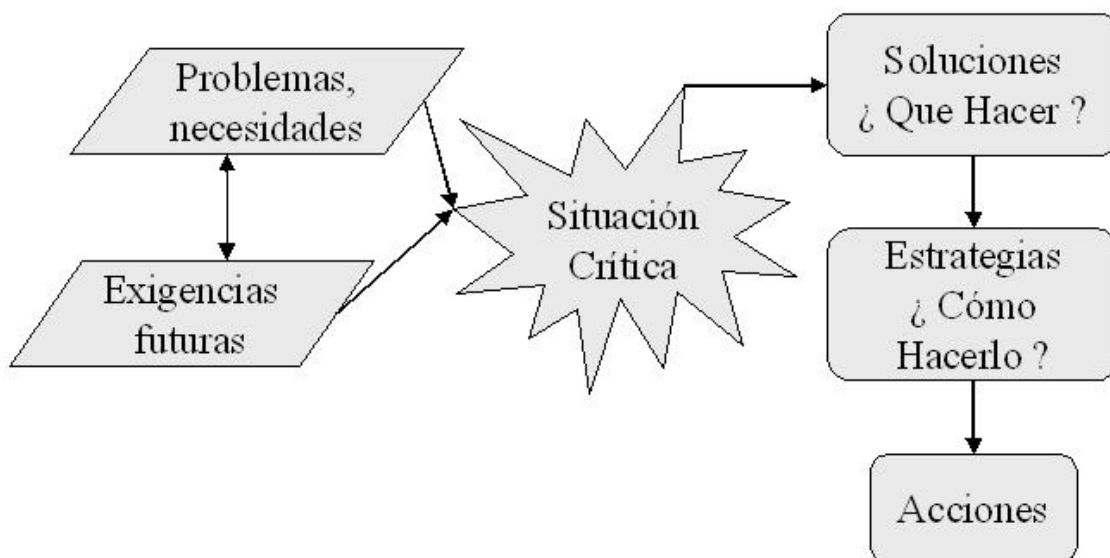 Problemas,
necesidades
Exigencias
futuras
Situación
Crítica
Soluciones
¿ Que Hacer ?
Estrategias
¿ Cómo
Hacerlo ?
Acciones